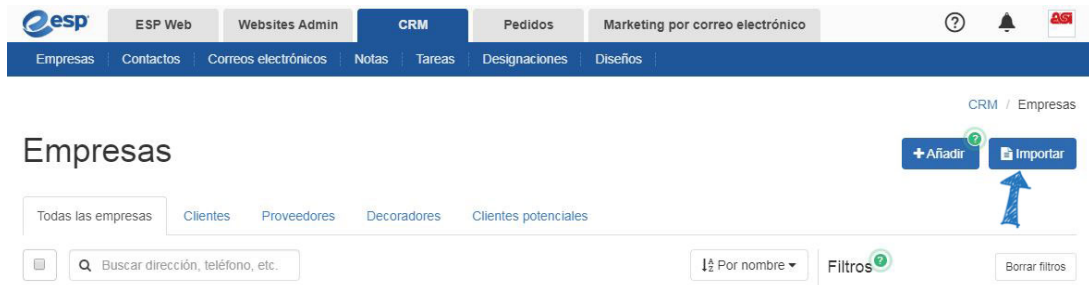 esp ESP Web Websites Admin CRM Pedidos Marketing por correo electrónico ? ASI
Empresas Contactos Correos electrónicos Notas Tareas Designaciones Diseños
CRM / Empresas
Empresas
+ Añadir ? Importar
Todas las empresas Clientes Proveedores Decoradores Clientes potenciales
Buscar dirección, teléfono, etc. Por nombre Filtros ? Borrar filtros